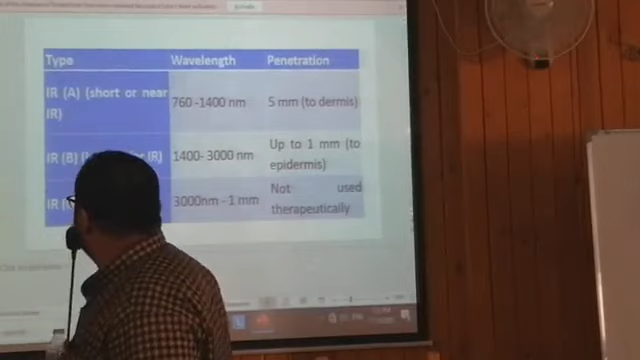 Type Wavelength Penetration
IR (A) (short or near 760 -1400 nm 5 mm (to dermis)
IR)
IR (B) IR) 1400- 3000 nm Up to 1 mm (to
epidermis)
IR 3000nm - 1 mm Not used
therapeutically